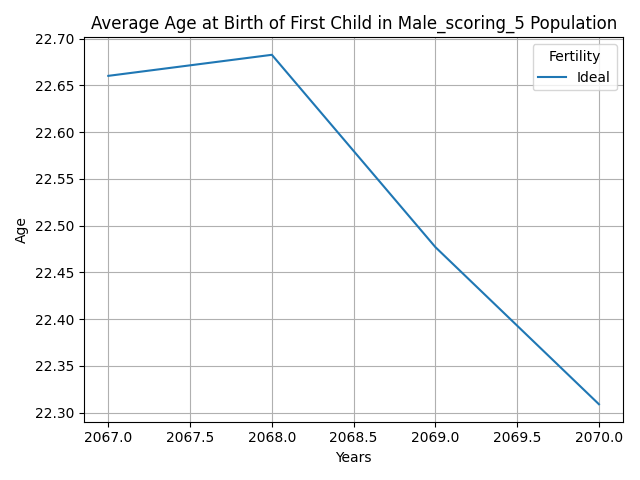 Average Age at Birth of First Child in Male_scoring_5 Population
22.70
22.65
22.60
22.55
22.50
22.45
22.40
22.35
22.30
Age
Fertility
Ideal
2067.0 2067.5 2068.0 2068.5 2069.0 2069.5 2070.0
Years